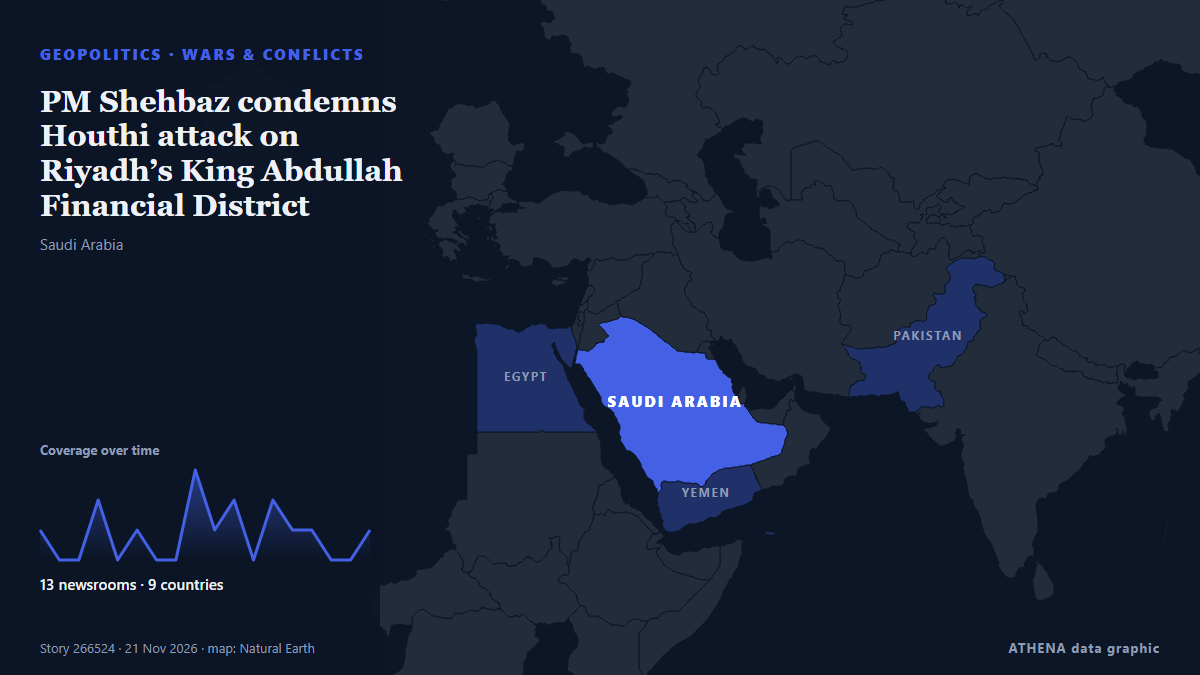 GEOPOLITICS · WARS & CONFLICTS
PM Shehbaz condemns
Houthi attack on
Riyadh’s King Abdullah
Financial District
Saudi Arabia
PAKISTAN
EGYPT
SAUDI ARABIA
YEMEN
Coverage over time
13 newsrooms · 9 countries
Story 266524 · 21 Nov 2026 · map: Natural Earth
ATHENA data graphic